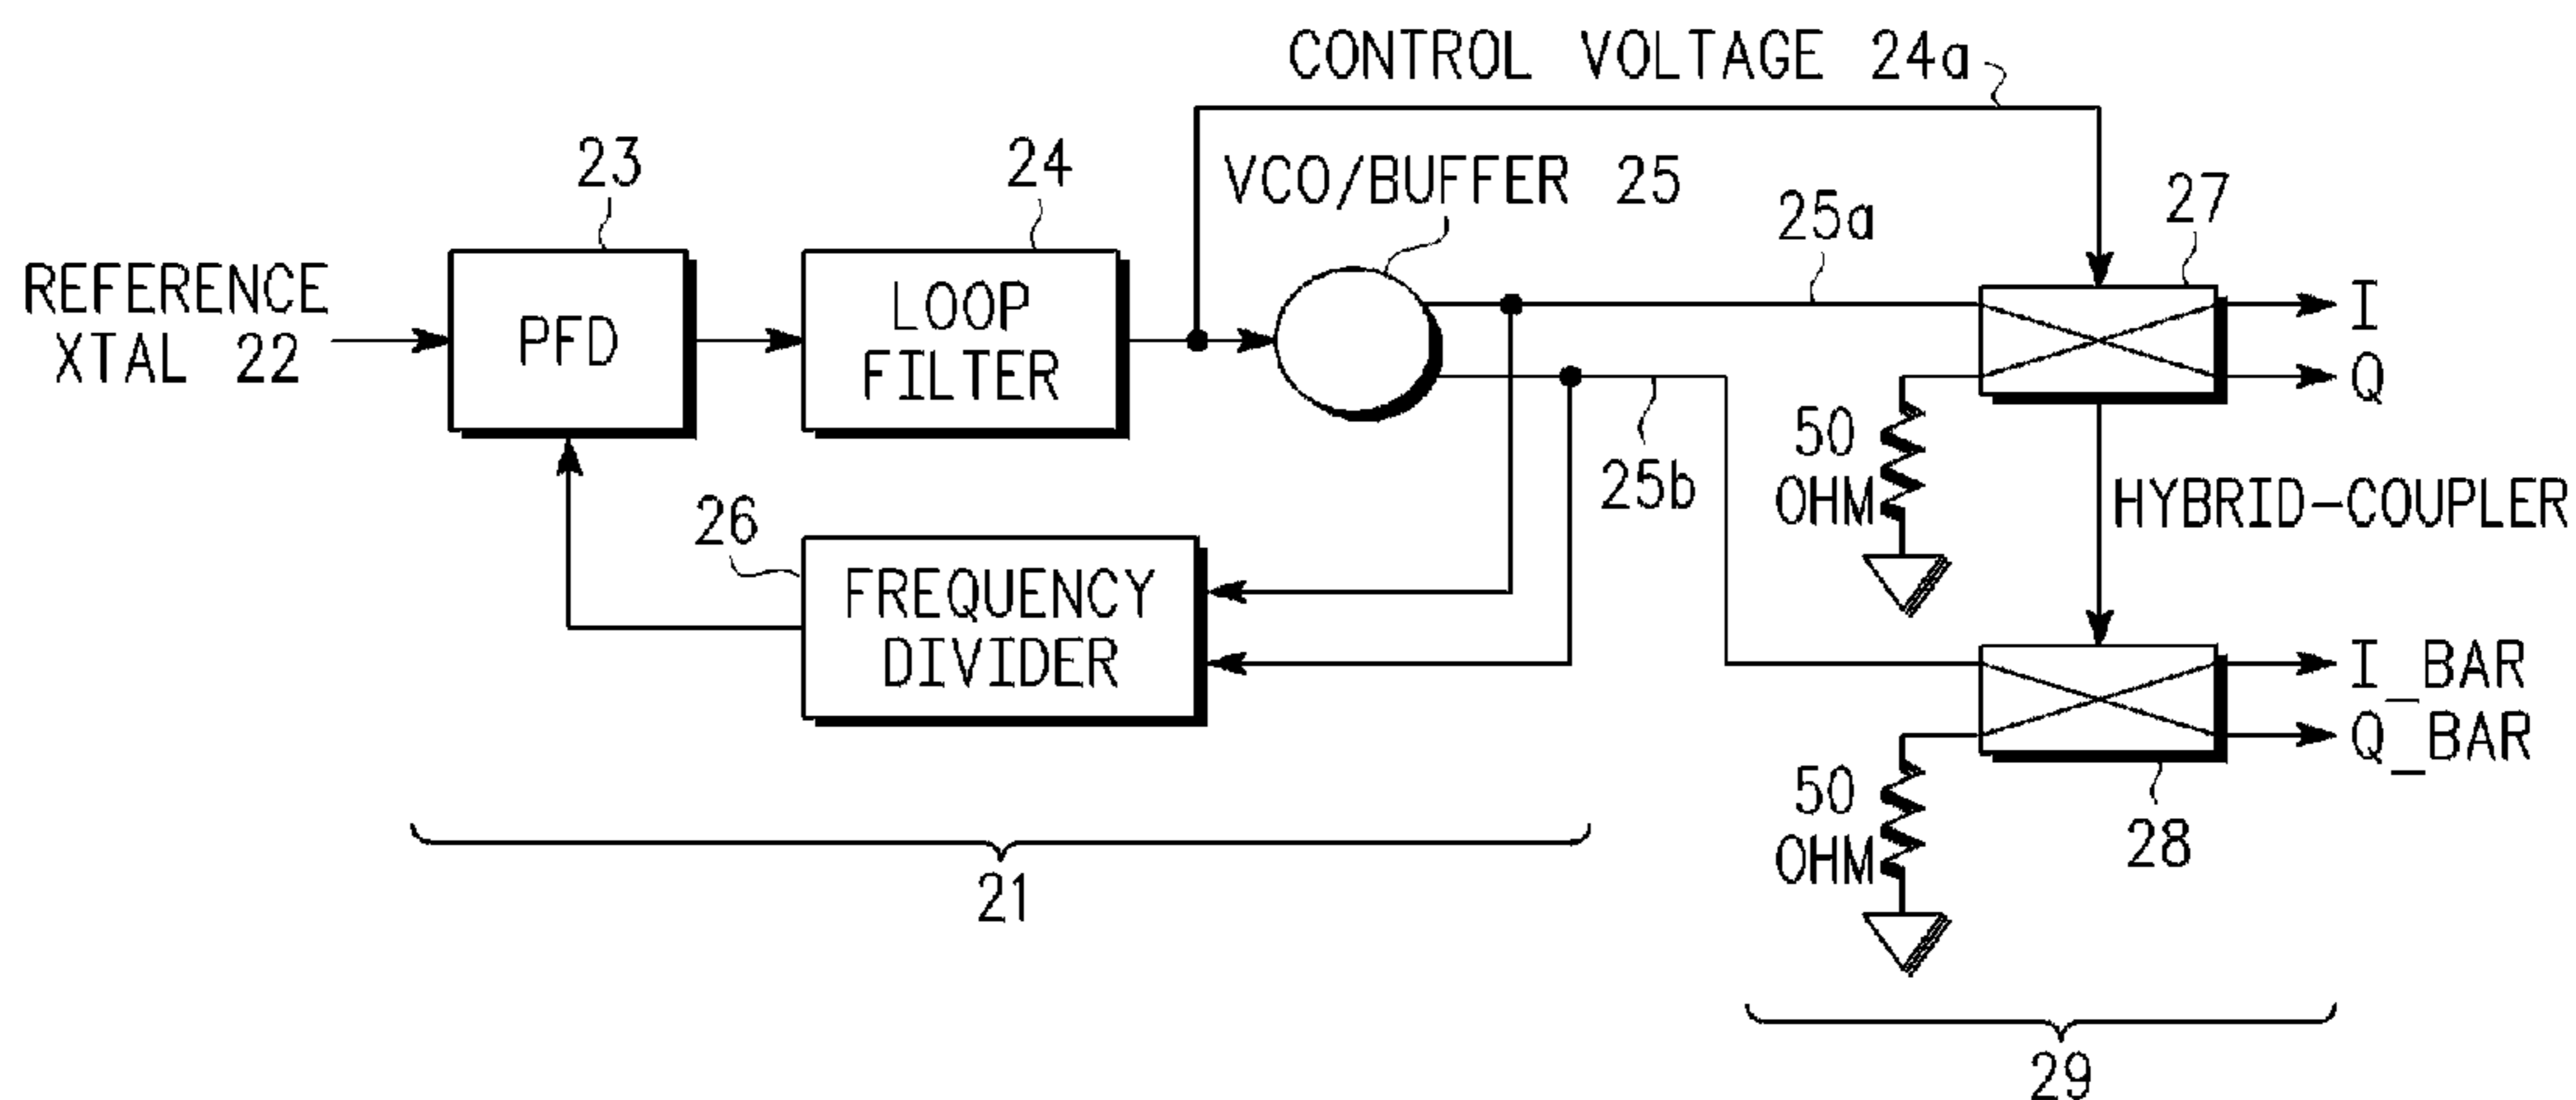 CONTROL VOLTAGE 24a
23
24
VCO/BUFFER 25
25a
27
REFERENCE
XTAL 22
PFD
LOOP
FILTER
I
Q
50
OHM
25b
HYBRID-COUPLER
26
FREQUENCY
DIVIDER
I_BAR
Q_BAR
50
OHM
28
21
29